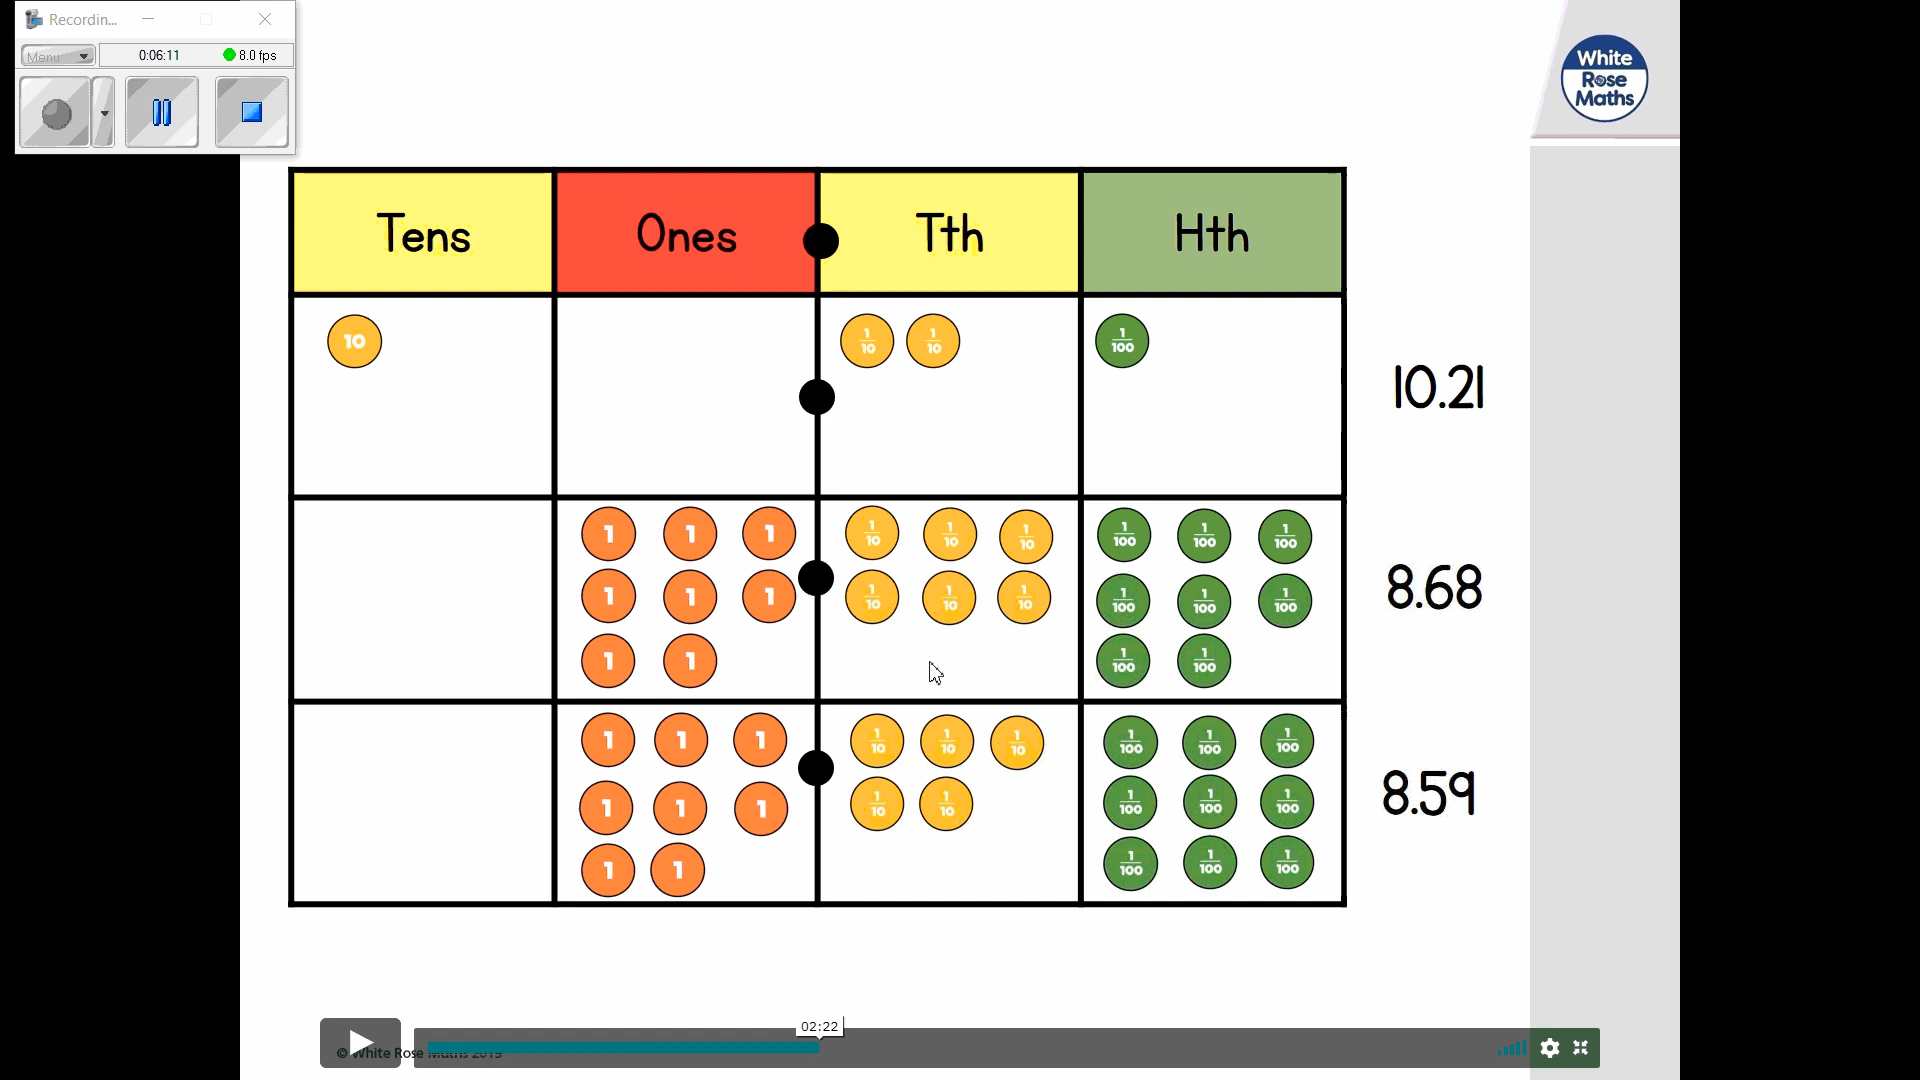 Recordin...
Menu
0:06:11
8.0 fps
White
Rose
Maths
Tens Ones Tth Hth
10 1/10 1/10 1/100
10.21
1 1 1 1/10 1/10 1/10 1/100 1/100 1/100
1 1 1 1/10 1/10 1/10 1/100 1/100 1/100
1 1 1/100 1/100
8.68
1 1 1 1/10 1/10 1/10 1/100 1/100 1/100
1 1 1 1/10 1/10 1/100 1/100 1/100
1 1 1/100 1/100 1/100
8.59
02:22
© White Rose Maths 2019